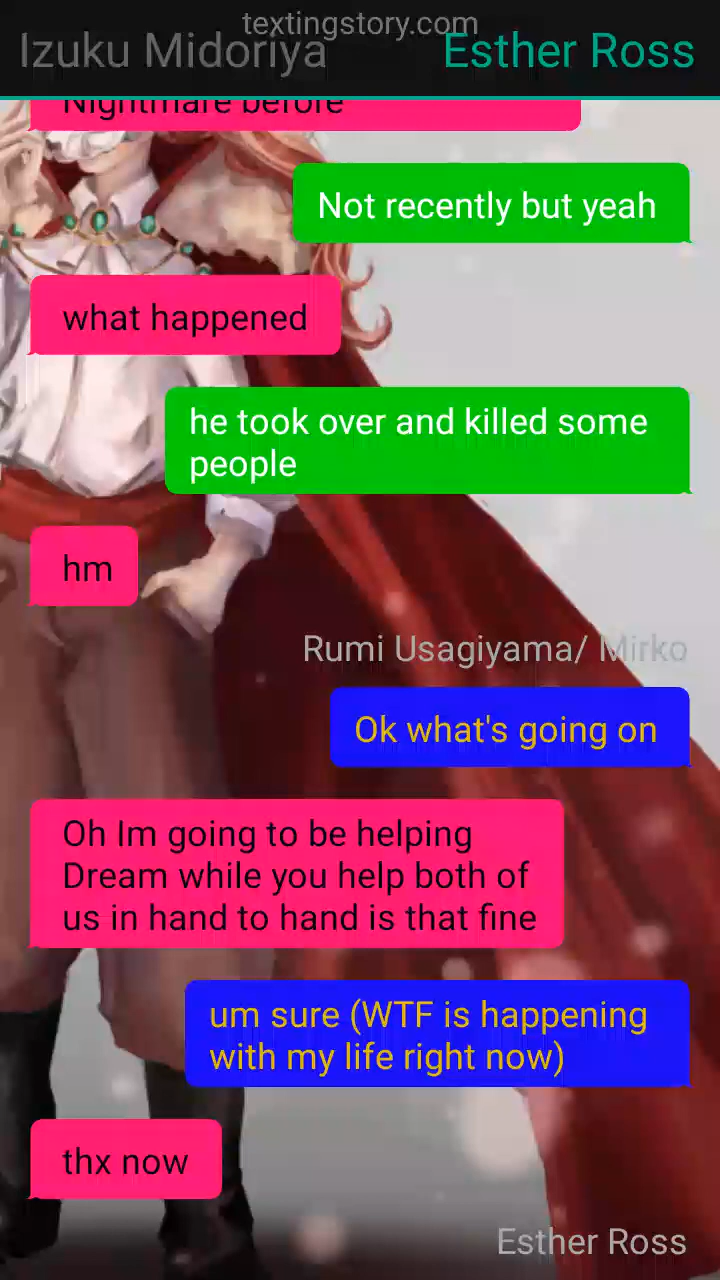 textingstory.com
Izuku Midoriya
Esther Ross
Nightmare before
Not recently but yeah
what happened
he took over and killed some
people
hm
Rumi Usagiyama/ Mirko
Ok what's going on
Oh Im going to be helping
Dream while you help both of
us in hand to hand is that fine
um sure (WTF is happening
with my life right now)
thx now
Esther Ross